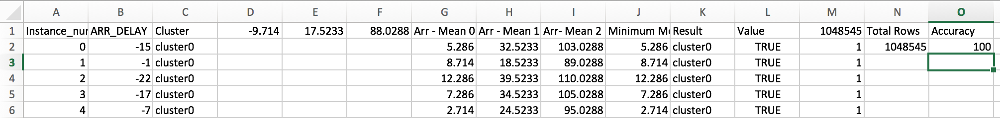 A B C D E F G H I J K L M N O
1 Instance_nur ARR_DELAY Cluster -9.714 17.5233 88.0288 Arr - Mean 0 Arr - Mean 1 Arr- Mean 2 Minimum M Result Value 1048545 Total Rows Accuracy
2 0 -15 cluster0 5.286 32.5233 103.0288 5.286 cluster0 TRUE 1 1048545 100
3 1 -1 cluster0 8.714 18.5233 89.0288 8.714 cluster0 TRUE 1
4 2 -22 cluster0 12.286 39.5233 110.0288 12.286 cluster0 TRUE 1
5 3 -17 cluster0 7.286 34.5233 105.0288 7.286 cluster0 TRUE 1
6 4 -7 cluster0 2.714 24.5233 95.0288 2.714 cluster0 TRUE 1